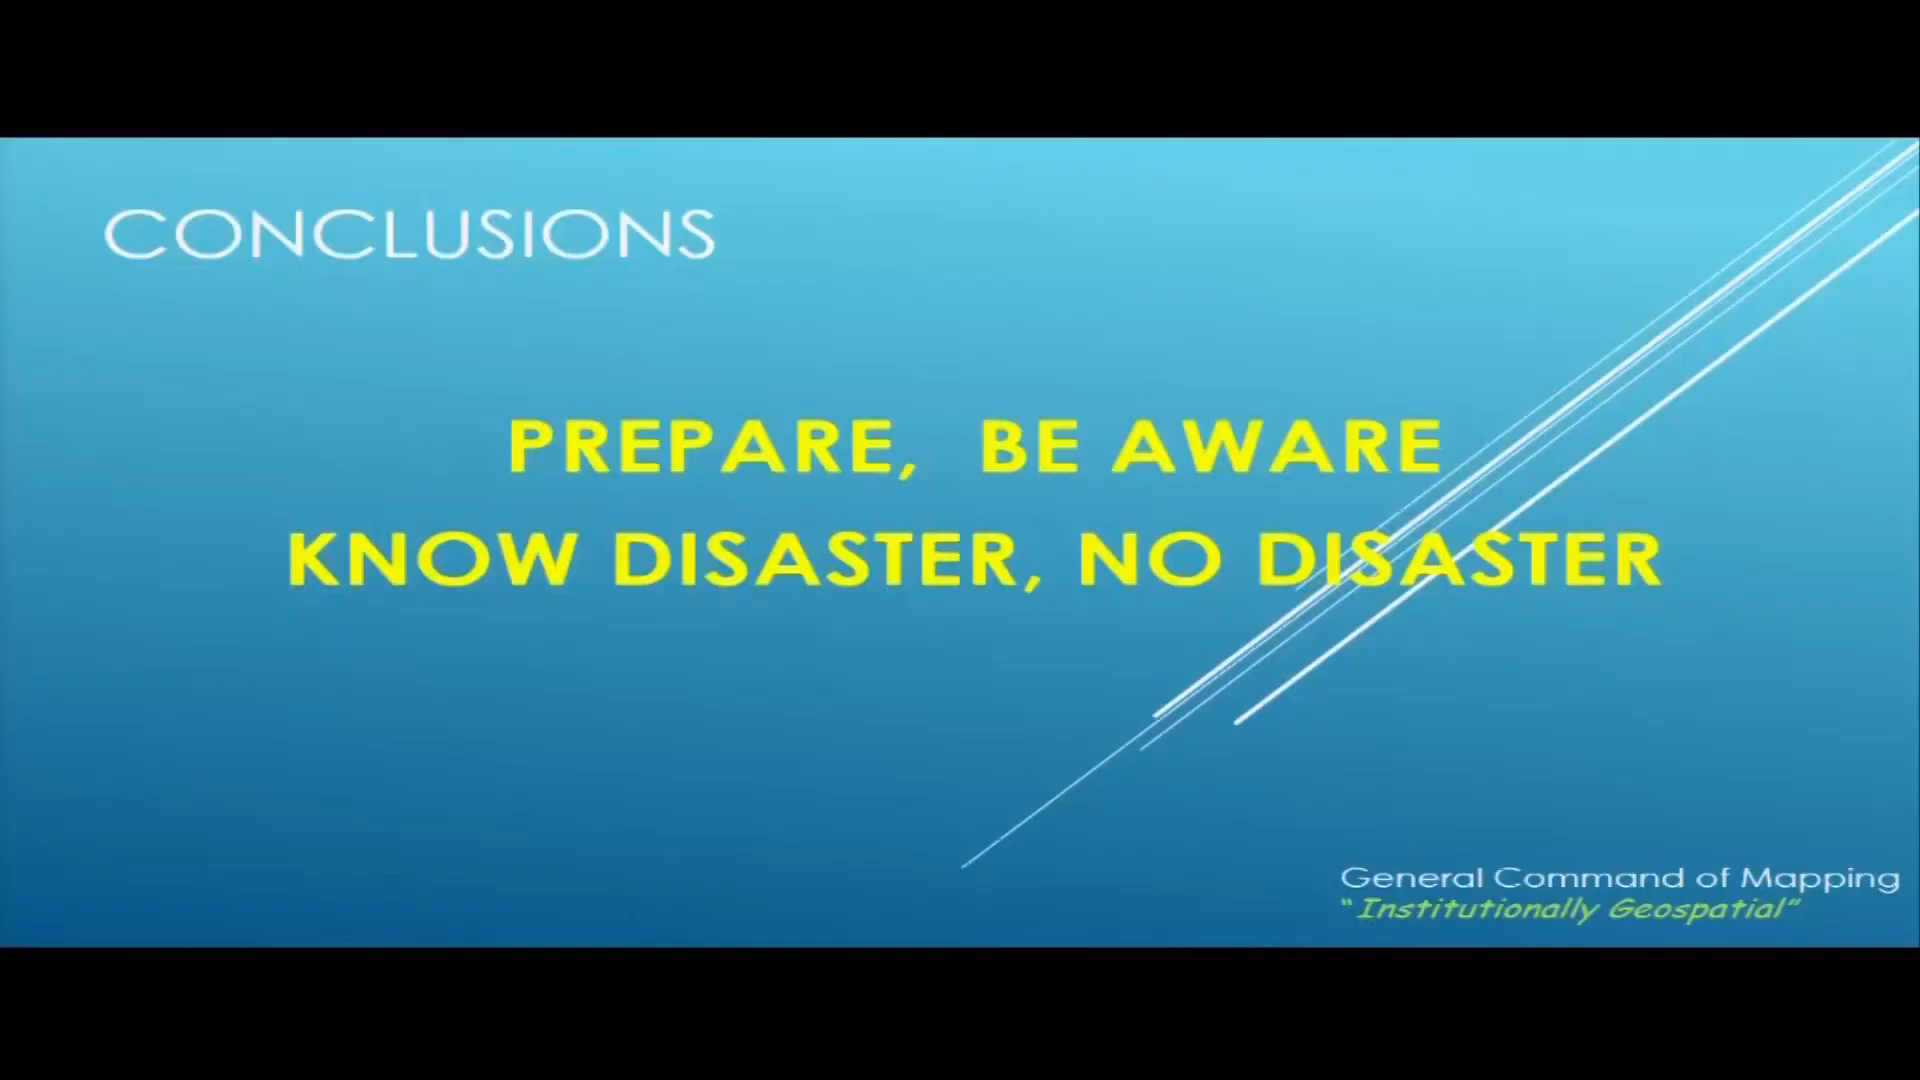 CONCLUSIONS
PREPARE, BE AWARE
KNOW DISASTER, NO DISASTER
General Command of Mapping
"Institutionally Geospatial"